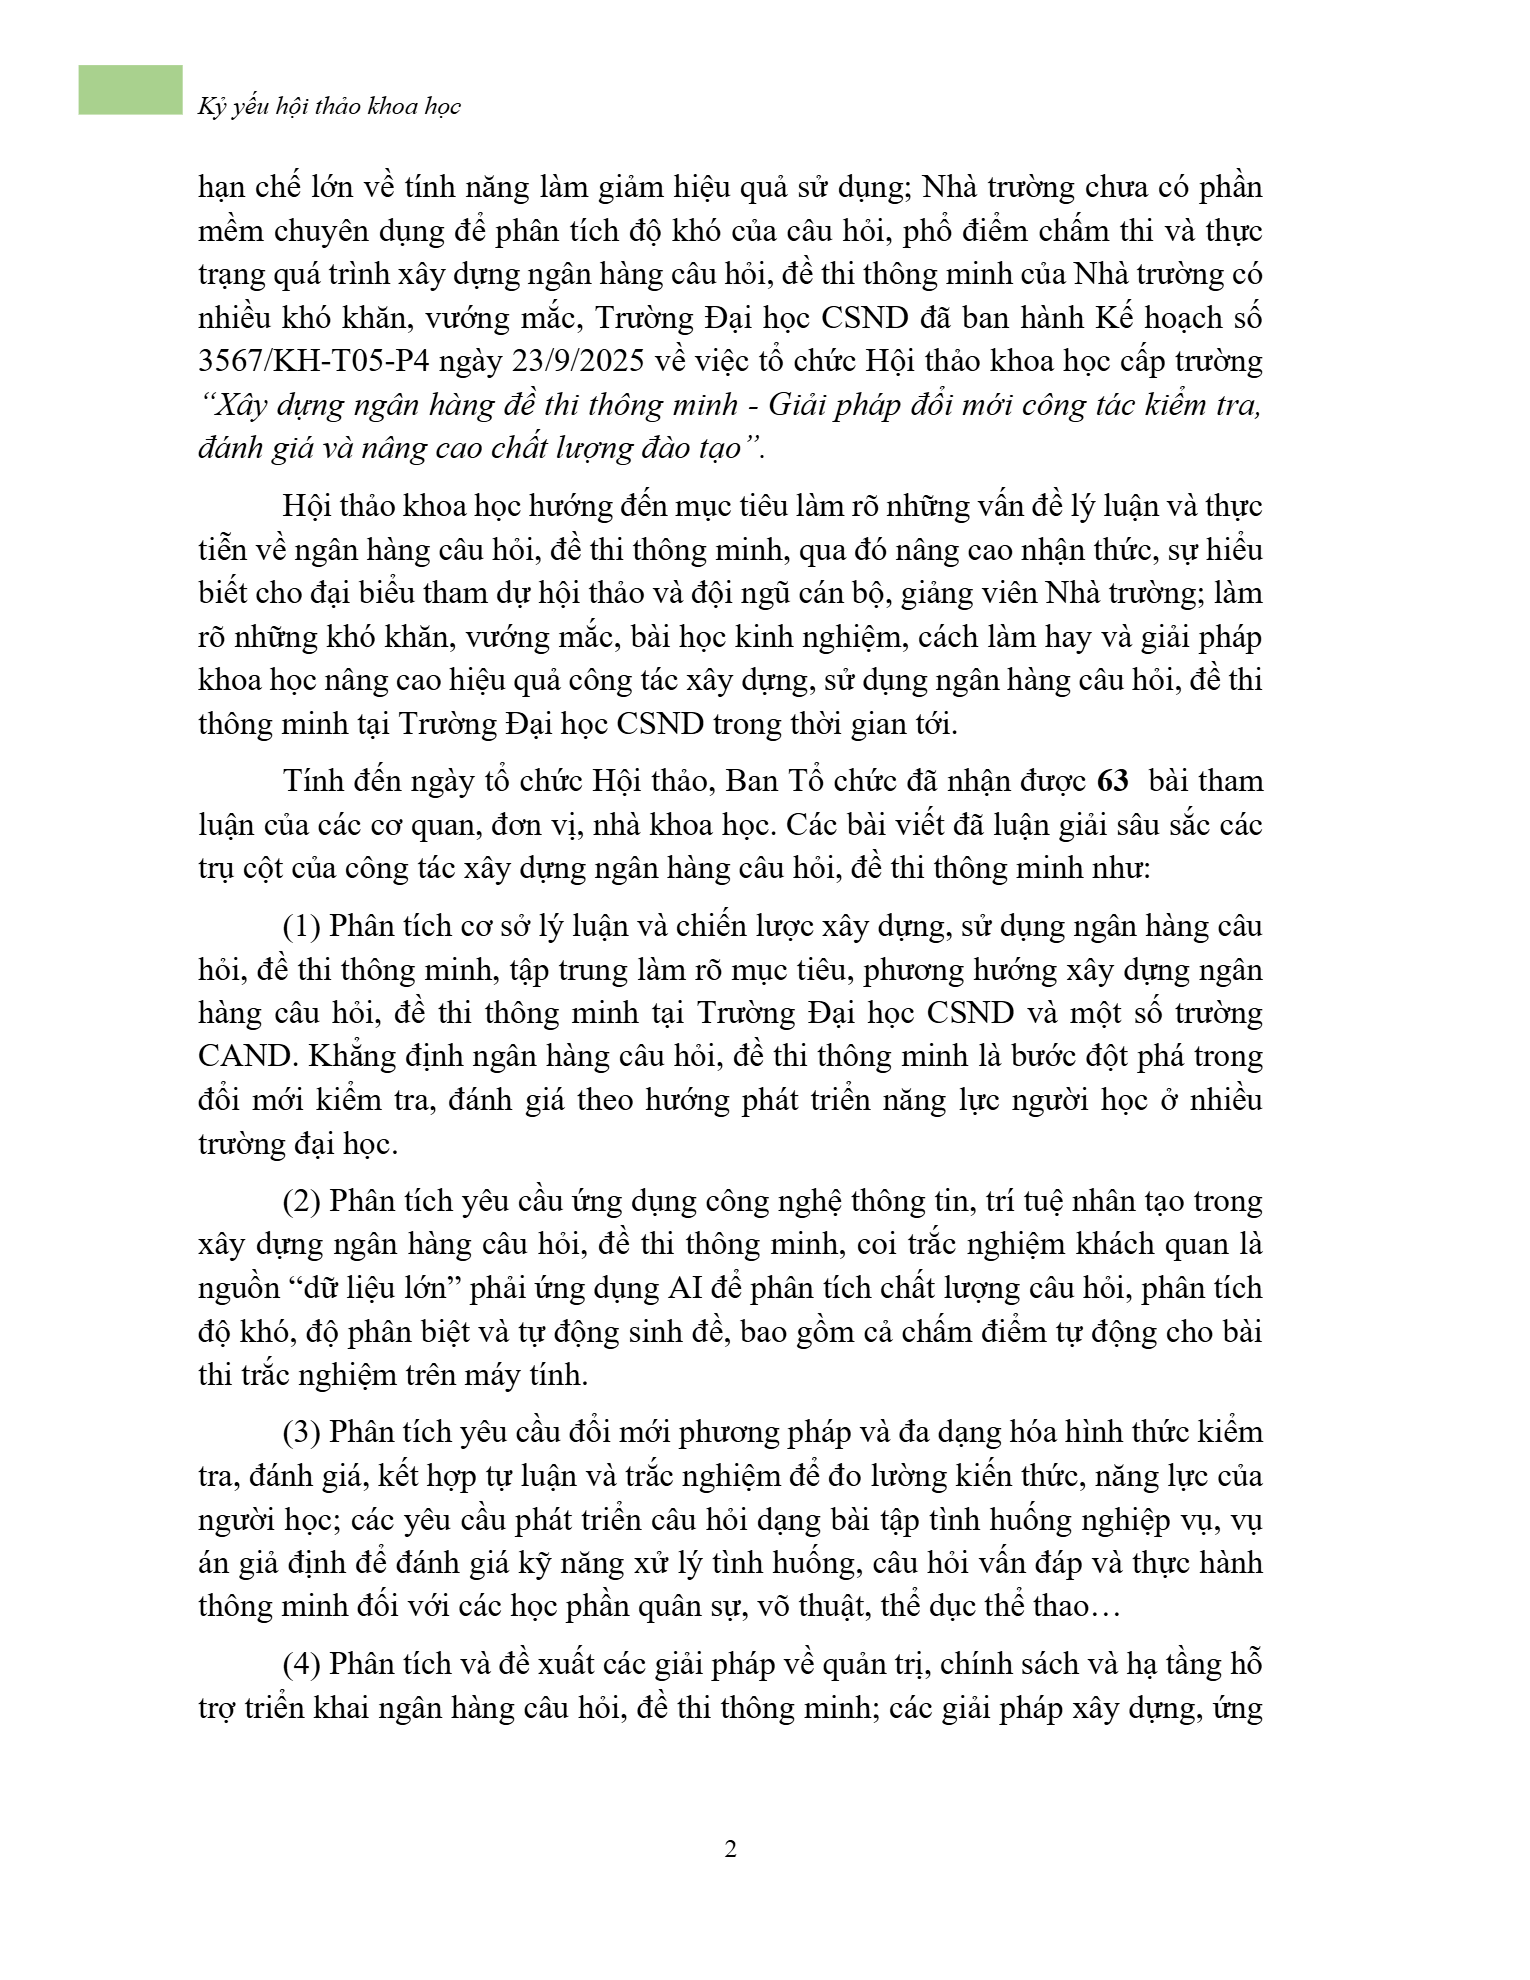 Kỷ yếu hội thảo khoa học
hạn chế lớn về tính năng làm giảm hiệu quả sử dụng; Nhà trường chưa có phần
mềm chuyên dụng để phân tích độ khó của câu hỏi, phổ điểm chấm thi và thực
trạng quá trình xây dựng ngân hàng câu hỏi, đề thi thông minh của Nhà trường có
nhiều khó khăn, vướng mắc, Trường Đại học CSND đã ban hành Kế hoạch số
3567/KH-T05-P4 ngày 23/9/2025 về việc tổ chức Hội thảo khoa học cấp trường
“Xây dựng ngân hàng đề thi thông minh - Giải pháp đổi mới công tác kiểm tra,
đánh giá và nâng cao chất lượng đào tạo”.
Hội thảo khoa học hướng đến mục tiêu làm rõ những vấn đề lý luận và thực
tiễn về ngân hàng câu hỏi, đề thi thông minh, qua đó nâng cao nhận thức, sự hiểu
biết cho đại biểu tham dự hội thảo và đội ngũ cán bộ, giảng viên Nhà trường; làm
rõ những khó khăn, vướng mắc, bài học kinh nghiệm, cách làm hay và giải pháp
khoa học nâng cao hiệu quả công tác xây dựng, sử dụng ngân hàng câu hỏi, đề thi
thông minh tại Trường Đại học CSND trong thời gian tới.
Tính đến ngày tổ chức Hội thảo, Ban Tổ chức đã nhận được 63 bài tham
luận của các cơ quan, đơn vị, nhà khoa học. Các bài viết đã luận giải sâu sắc các
trụ cột của công tác xây dựng ngân hàng câu hỏi, đề thi thông minh như:
(1) Phân tích cơ sở lý luận và chiến lược xây dựng, sử dụng ngân hàng câu
hỏi, đề thi thông minh, tập trung làm rõ mục tiêu, phương hướng xây dựng ngân
hàng câu hỏi, đề thi thông minh tại Trường Đại học CSND và một số trường
CAND. Khẳng định ngân hàng câu hỏi, đề thi thông minh là bước đột phá trong
đổi mới kiểm tra, đánh giá theo hướng phát triển năng lực người học ở nhiều
trường đại học.
(2) Phân tích yêu cầu ứng dụng công nghệ thông tin, trí tuệ nhân tạo trong
xây dựng ngân hàng câu hỏi, đề thi thông minh, coi trắc nghiệm khách quan là
nguồn “dữ liệu lớn” phải ứng dụng AI để phân tích chất lượng câu hỏi, phân tích
độ khó, độ phân biệt và tự động sinh đề, bao gồm cả chấm điểm tự động cho bài
thi trắc nghiệm trên máy tính.
(3) Phân tích yêu cầu đổi mới phương pháp và đa dạng hóa hình thức kiểm
tra, đánh giá, kết hợp tự luận và trắc nghiệm để đo lường kiến thức, năng lực của
người học; các yêu cầu phát triển câu hỏi dạng bài tập tình huống nghiệp vụ, vụ
án giả định để đánh giá kỹ năng xử lý tình huống, câu hỏi vấn đáp và thực hành
thông minh đối với các học phần quân sự, võ thuật, thể dục thể thao…
(4) Phân tích và đề xuất các giải pháp về quản trị, chính sách và hạ tầng hỗ
trợ triển khai ngân hàng câu hỏi, đề thi thông minh; các giải pháp xây dựng, ứng
2